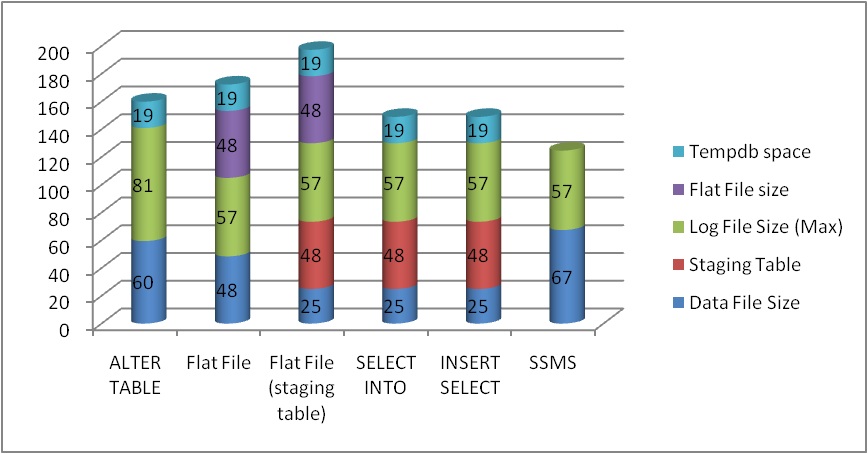 200
180
160
140
120
100
80
60
40
20
0
19
81
60
19
48
57
48
19
48
57
48
25
19
57
48
25
19
57
48
25
57
67
ALTER
TABLE
Flat File
Flat File
(staging
table)
SELECT
INTO
INSERT
SELECT
SSMS
Tempdb space
Flat File size
Log File Size (Max)
Staging Table
Data File Size